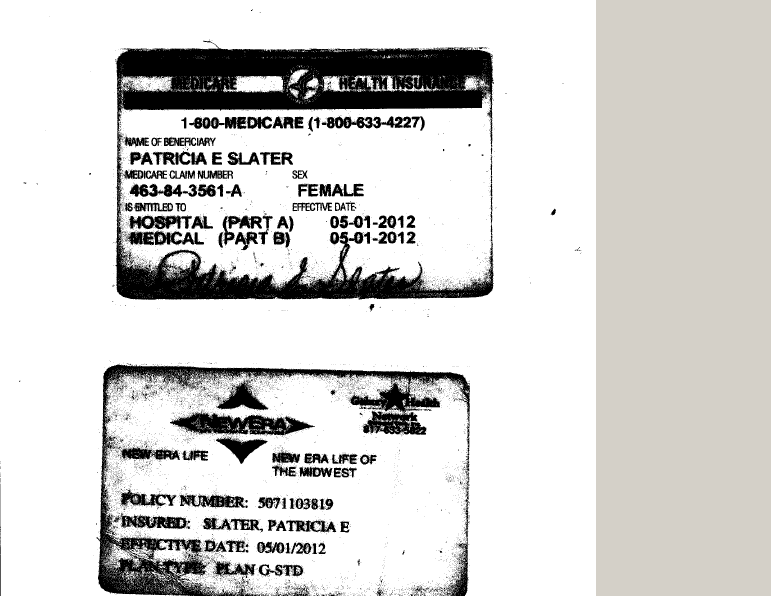 MEDICARE HEALTH INSURANCE
1-800-MEDICARE (1-800-633-4227)
NAME OF BENEFICIARY
PATRICIA E SLATER
MEDICARE CLAIM NUMBER SEX
463-84-3561-A FEMALE
IS ENTITLED TO EFFECTIVE DATE
HOSPITAL (PART A) 05-01-2012
MEDICAL (PART B) 05-01-2012
Patricia E Slater
Galaxy Health
Network
NEW ERA
NEW ERA LIFE NEW ERA LIFE OF
THE MIDWEST
POLICY NUMBER: 5071103819
INSURED: SLATER, PATRICIA E
EFFECTIVE DATE: 05/01/2012
PLAN TYPE: PLAN G-STD